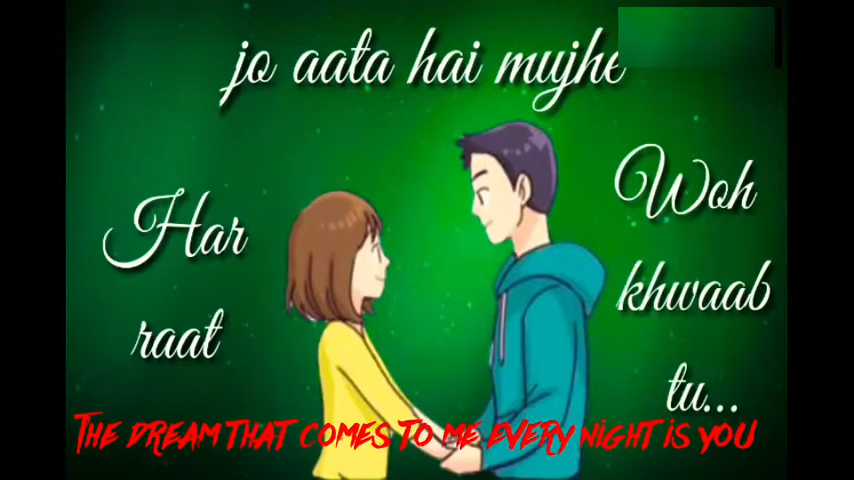 Har
raat
jo aata hai mujhe
Woh
khwaab
tu...
The dream that comes to me every night is you